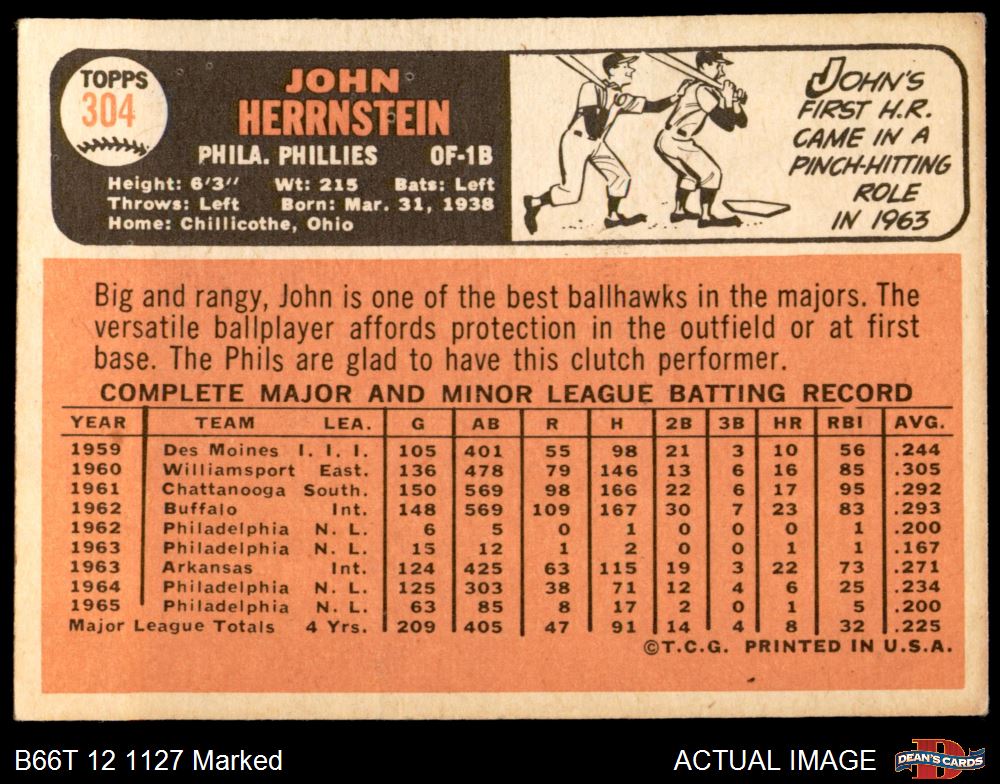 TOPPS
304
JOHN
HERRNSTEIN
PHILA. PHILLIES OF-1B
Height: 6'3" Wt: 215 Bats: Left
Throws: Left Born: Mar. 31, 1938
Home: Chillicothe, Ohio
JOHN'S
FIRST H.R.
CAME IN A
PINCH-HITTING
ROLE
IN 1963
Big and rangy, John is one of the best ballhawks in the majors. The
versatile ballplayer affords protection in the outfield or at first
base. The Phils are glad to have this clutch performer.
COMPLETE MAJOR AND MINOR LEAGUE BATTING RECORD
YEAR TEAM LEA. G AB R H 2B 3B HR RBI AVG.
1959 Des Moines I. I. I. 105 401 55 98 21 3 10 56 .244
1960 Williamsport East. 136 478 79 146 13 6 16 85 .305
1961 Chattanooga South. 150 569 98 166 22 6 17 95 .292
1962 Buffalo Int. 148 569 109 167 30 7 23 83 .293
1962 Philadelphia N. L. 6 5 0 1 0 0 0 1 .200
1963 Philadelphia N. L. 15 12 1 2 0 0 1 1 .167
1963 Arkansas Int. 124 425 63 115 19 3 22 73 .271
1964 Philadelphia N. L. 125 303 38 71 12 4 6 25 .234
1965 Philadelphia N. L. 63 85 8 17 2 0 1 5 .200
Major League Totals 4 Yrs. 209 405 47 91 14 4 8 32 .225
©T.C.G. PRINTED IN U.S.A.
B66T 12 1127 Marked
ACTUAL IMAGE
DEAN'S CARDS